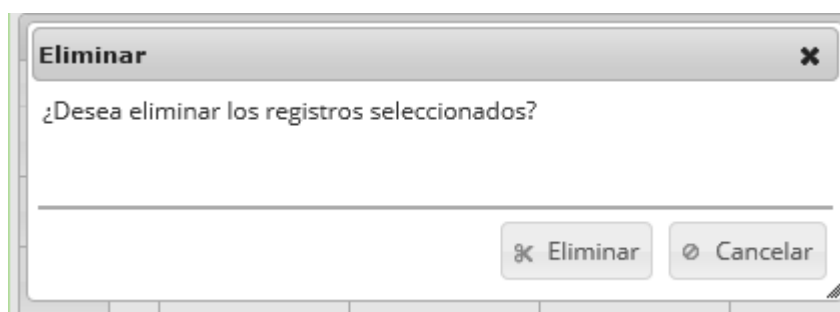 Eliminar
¿Desea eliminar los registros seleccionados?
Eliminar
Cancelar